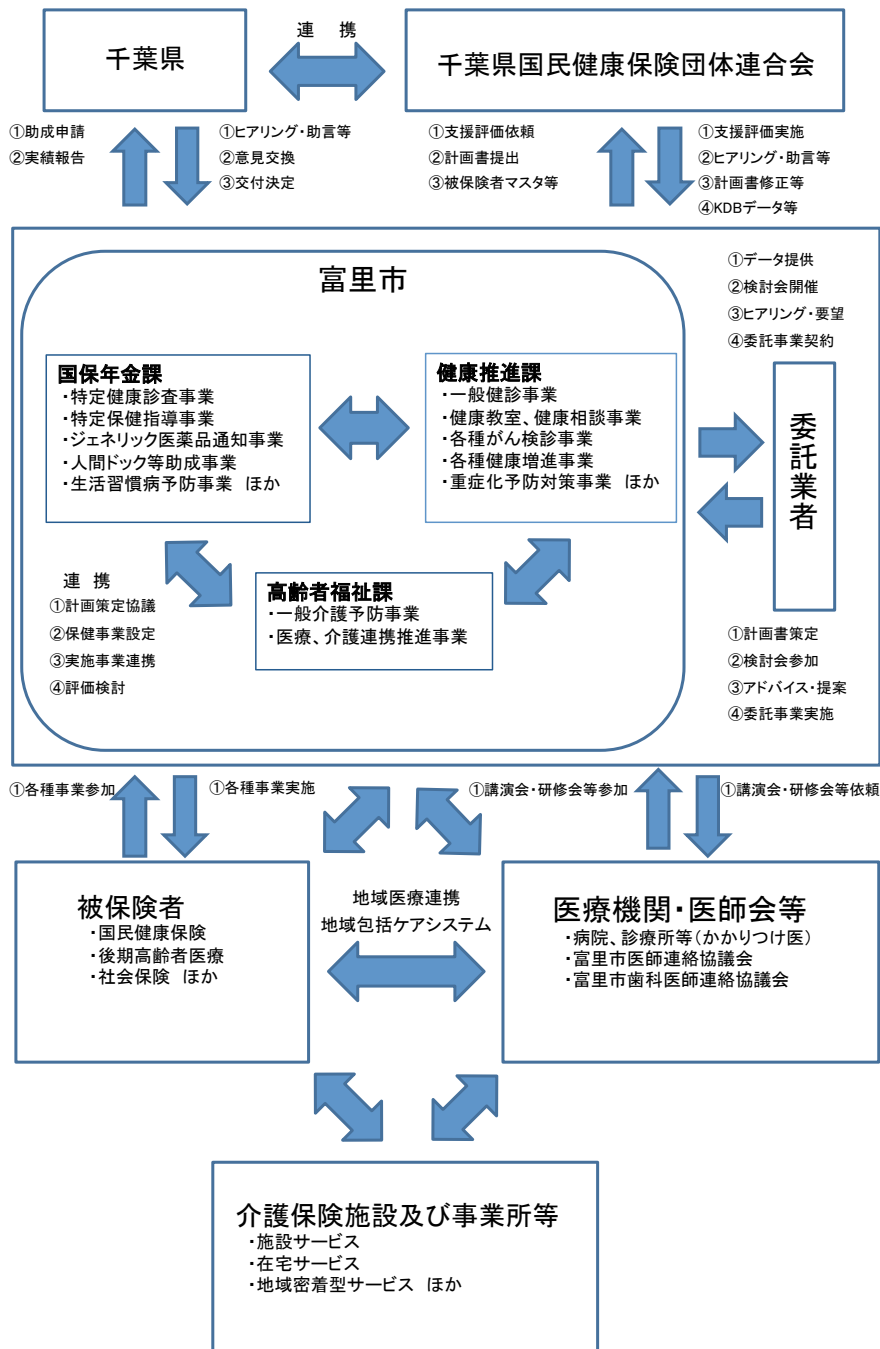 千葉県
連　携
千葉県国民健康保険団体連合会
①助成申請
②実績報告
①ヒアリング・助言等
②意見交換
③交付決定
①支援評価依頼
②計画書提出
③被保険者マスタ等
①支援評価実施
②ヒアリング・助言等
③計画書修正等
④KDBデータ等
富里市
国保年金課
・特定健康診査事業
・特定保健指導事業
・ジェネリック医薬品通知事業
・人間ドック等助成事業
・生活習慣病予防事業　ほか
健康推進課
・一般健診事業
・健康教室、健康相談事業
・各種がん検診事業
・各種健康増進事業
・重症化予防対策事業　ほか
高齢者福祉課
・一般介護予防事業
・医療、介護連携推進事業
連　携
①計画策定協議
②保健事業設定
③実施事業連携
④評価検討
①データ提供
②検討会開催
③ヒアリング・要望
④委託事業契約
委託業者
①計画書策定
②検討会参加
③アドバイス・提案
④委託事業実施
①各種事業参加
①各種事業実施
①講演会・研修会等参加
①講演会・研修会等依頼
被保険者
・国民健康保険
・後期高齢者医療
・社会保険　ほか
地域医療連携
地域包括ケアシステム
医療機関・医師会等
・病院、診療所等（かかりつけ医）
・富里市医師連絡協議会
・富里市歯科医師連絡協議会
介護保険施設及び事業所等
・施設サービス
・在宅サービス
・地域密着型サービス　ほか